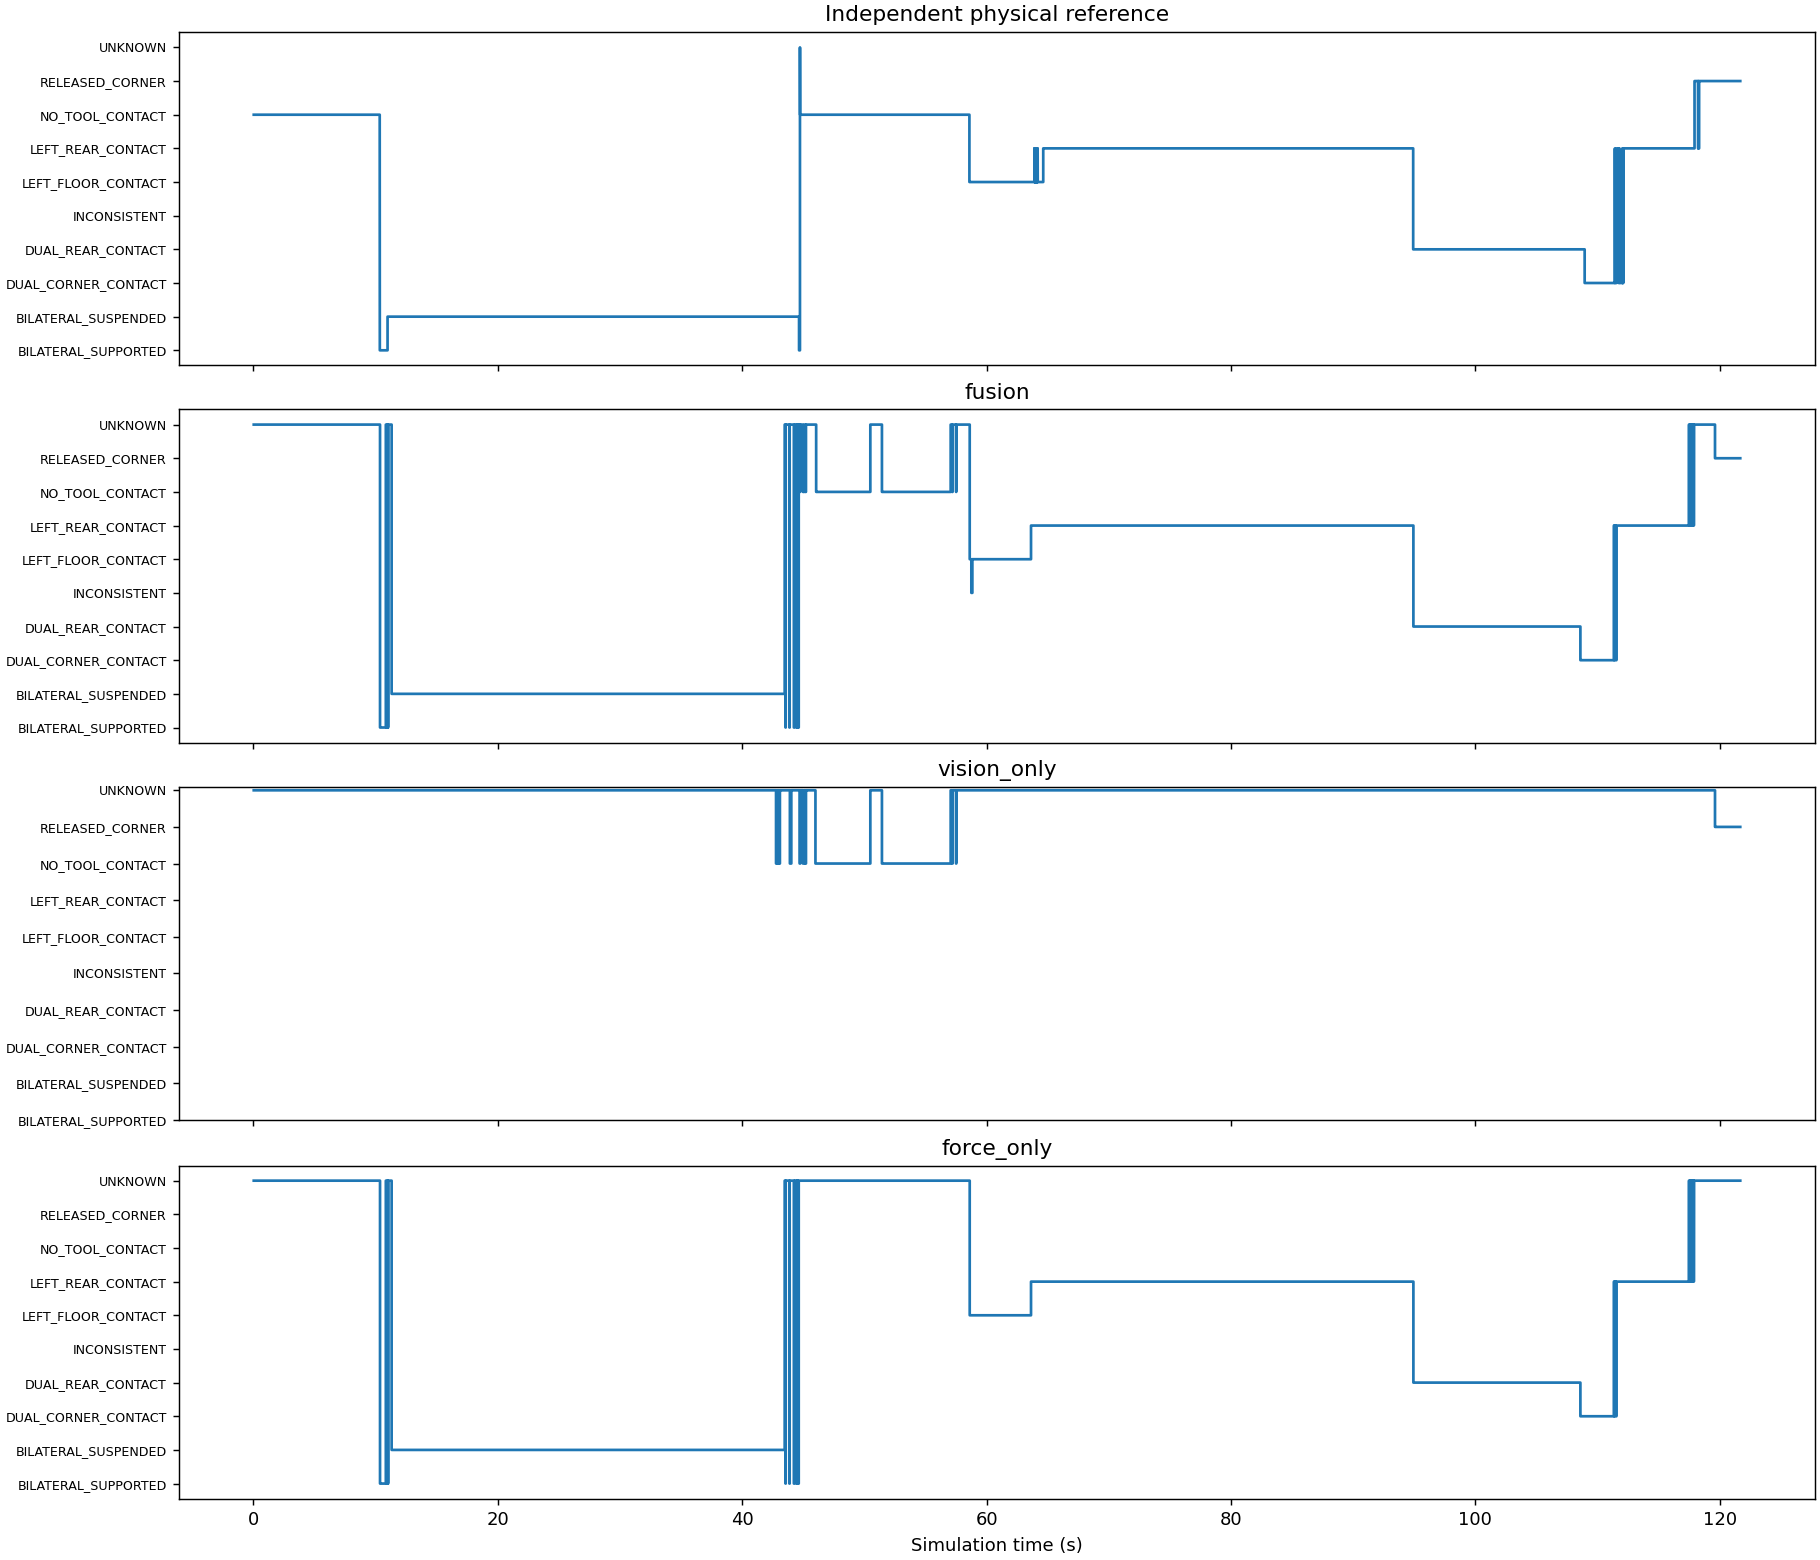 Independent physical reference
UNKNOWN
RELEASED_CORNER
NO_TOOL_CONTACT
LEFT_REAR_CONTACT
LEFT_FLOOR_CONTACT
INCONSISTENT
DUAL_REAR_CONTACT
DUAL_CORNER_CONTACT
BILATERAL_SUSPENDED
BILATERAL_SUPPORTED
fusion
UNKNOWN
RELEASED_CORNER
NO_TOOL_CONTACT
LEFT_REAR_CONTACT
LEFT_FLOOR_CONTACT
INCONSISTENT
DUAL_REAR_CONTACT
DUAL_CORNER_CONTACT
BILATERAL_SUSPENDED
BILATERAL_SUPPORTED
vision_only
UNKNOWN
RELEASED_CORNER
NO_TOOL_CONTACT
LEFT_REAR_CONTACT
LEFT_FLOOR_CONTACT
INCONSISTENT
DUAL_REAR_CONTACT
DUAL_CORNER_CONTACT
BILATERAL_SUSPENDED
BILATERAL_SUPPORTED
force_only
UNKNOWN
RELEASED_CORNER
NO_TOOL_CONTACT
LEFT_REAR_CONTACT
LEFT_FLOOR_CONTACT
INCONSISTENT
DUAL_REAR_CONTACT
DUAL_CORNER_CONTACT
BILATERAL_SUSPENDED
BILATERAL_SUPPORTED
0 20 40 60 80 100 120
Simulation time (s)